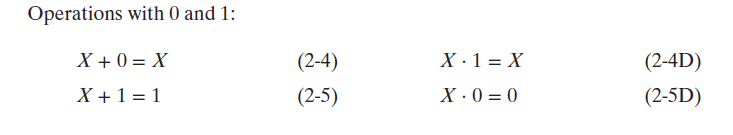 Operations with 0 and 1:
X + 0 = X (2-4) X · 1 = X (2-4D)
X + 1 = 1 (2-5) X · 0 = 0 (2-5D)